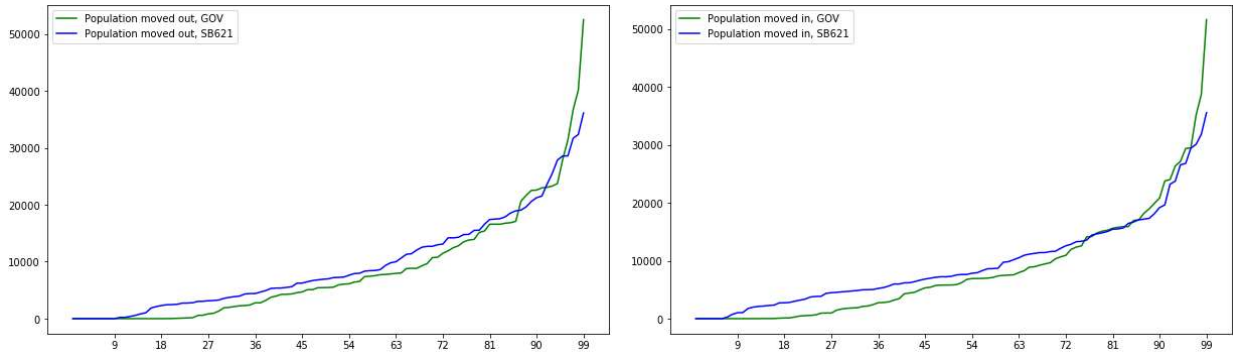 Population moved out, GOV
Population moved out, SB621
50000
40000
30000
20000
10000
0
9 18 27 36 45 54 63 72 81 90 99
Population moved in, GOV
Population moved in, SB621
50000
40000
30000
20000
10000
0
9 18 27 36 45 54 63 72 81 90 99